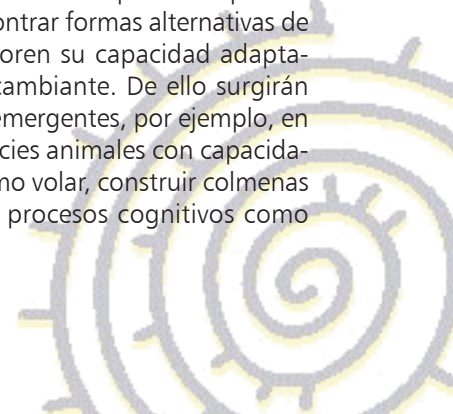 ontrar formas alternativas de
oren su capacidad adapta-
cambiante. De ello surgirán
emergentes, por ejemplo, en
cies animales con capacida-
mo volar, construir colmenas
procesos cognitivos como